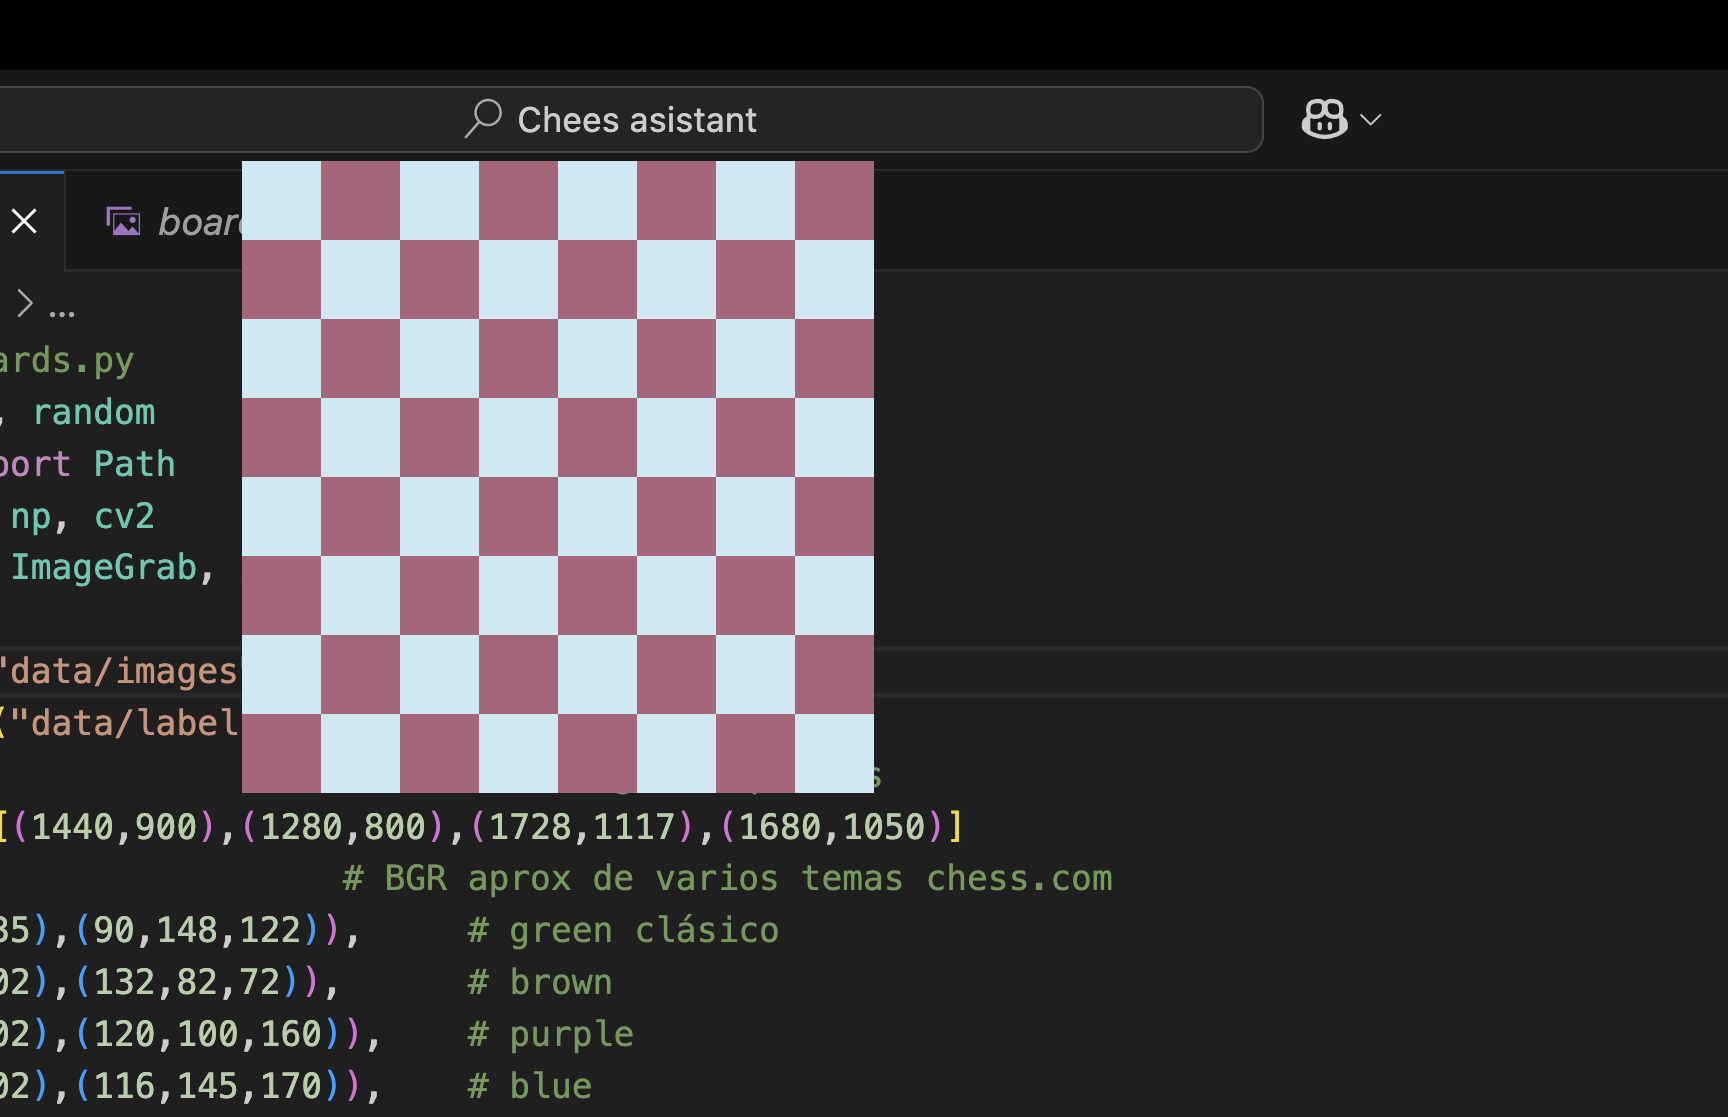 Chees asistant
...
ards.py
, random
port Path
np, cv2
ImageGrab,
"data/images
("data/label
s
[(1440,900),(1280,800),(1728,1117),(1680,1050)]
# BGR aprox de varios temas chess.com
85),(90,148,122)), # green clásico
02),(132,82,72)), # brown
02),(120,100,160)), # purple
02),(116,145,170)), # blue